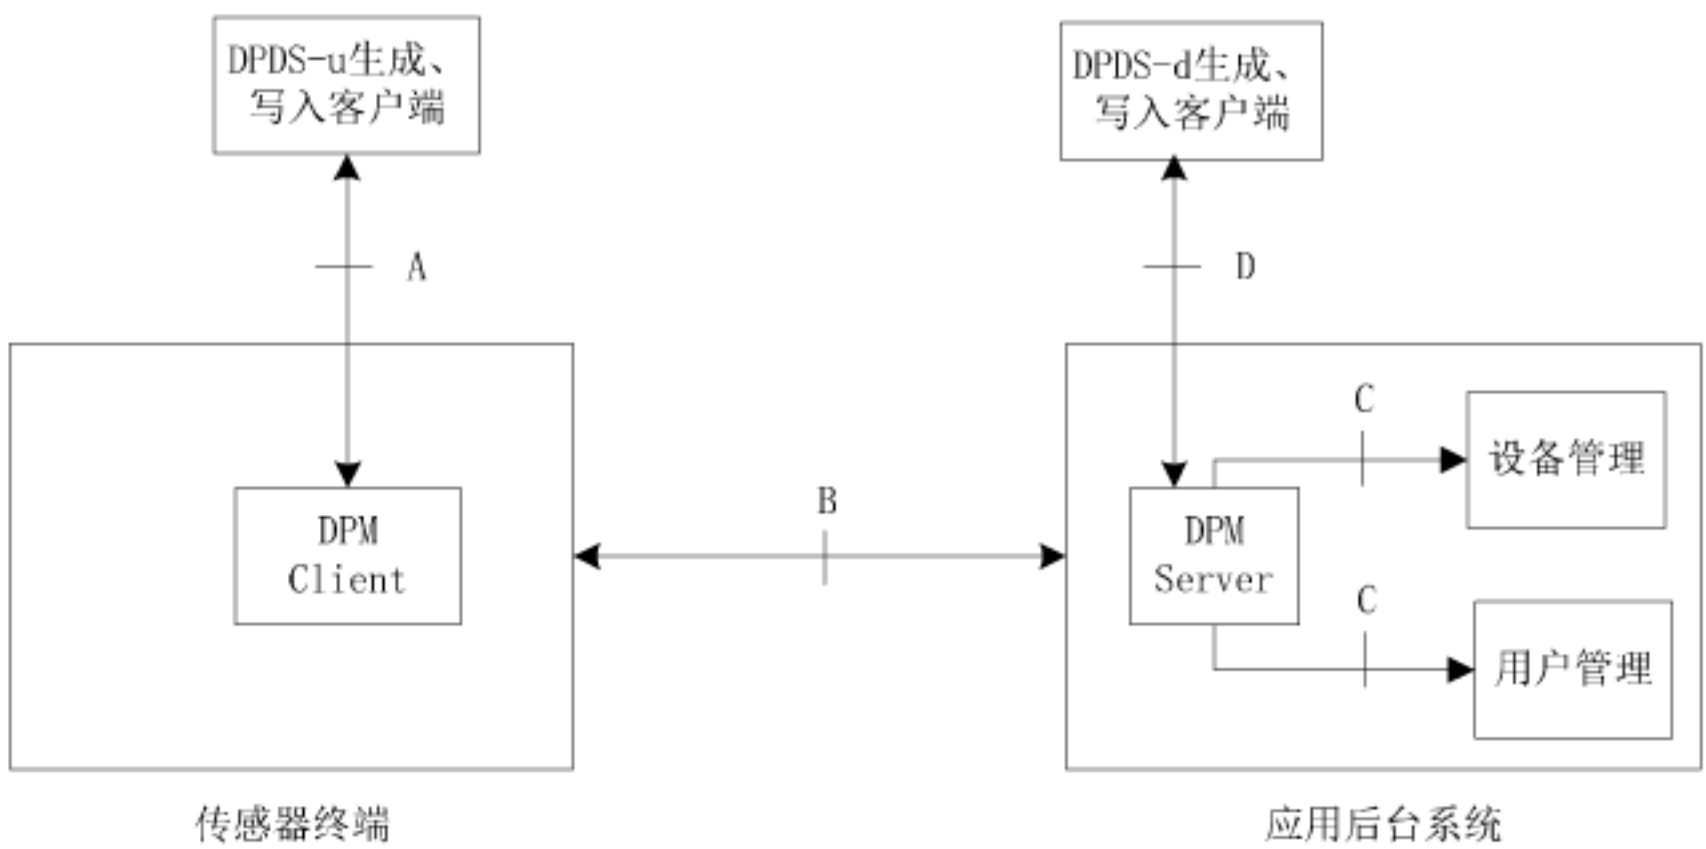 DPDS-u生成、
写入客户端
DPDS-d生成、
写入客户端
A
D
C
设备管理
DPM
Client
B
DPM
Server
C
用户管理
传感器终端
应用后台系统